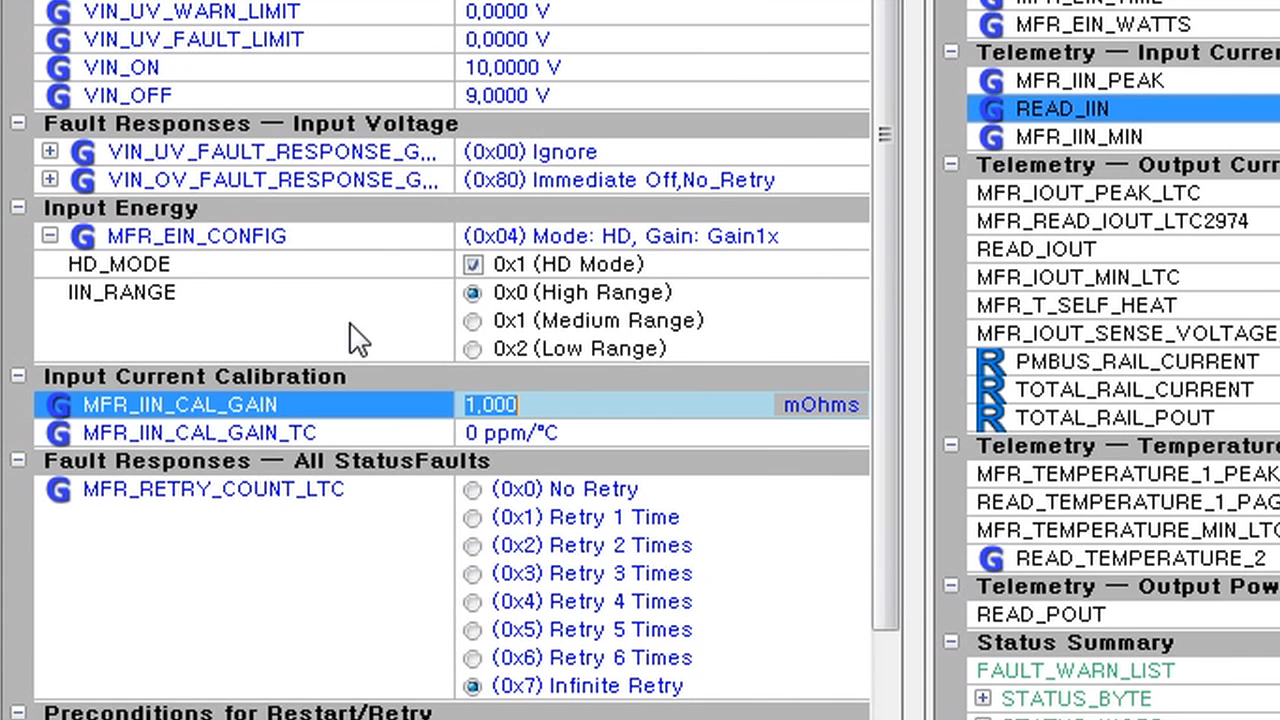 VIN_UV_WARN_LIMIT 0,0000 V
VIN_UV_FAULT_LIMIT 0,0000 V
VIN_ON 10,0000 V
VIN_OFF 9,0000 V
Fault Responses — Input Voltage
VIN_UV_FAULT_RESPONSE_G... (0x00) Ignore
VIN_OV_FAULT_RESPONSE_G... (0x80) Immediate Off,No_Retry
Input Energy
MFR_EIN_CONFIG (0x04) Mode: HD, Gain: Gain1x
HD_MODE 0x1 (HD Mode)
IIN_RANGE 0x0 (High Range)
0x1 (Medium Range)
0x2 (Low Range)
Input Current Calibration
MFR_IIN_CAL_GAIN 1,000 mOhms
MFR_IIN_CAL_GAIN_TC 0 ppm/°C
Fault Responses — All StatusFaults
MFR_RETRY_COUNT_LTC (0x0) No Retry
(0x1) Retry 1 Time
(0x2) Retry 2 Times
(0x3) Retry 3 Times
(0x4) Retry 4 Times
(0x5) Retry 5 Times
(0x6) Retry 6 Times
(0x7) Infinite Retry
Preconditions for Restart/Retry
MFR_EIN_TIME
MFR_EIN_WATTS
Telemetry — Input Curre
MFR_IIN_PEAK
READ_IIN
MFR_IIN_MIN
Telemetry — Output Curr
MFR_IOUT_PEAK_LTC
MFR_READ_IOUT_LTC2974
READ_IOUT
MFR_IOUT_MIN_LTC
MFR_T_SELF_HEAT
MFR_IOUT_SENSE_VOLTAGE
PMBUS_RAIL_CURRENT
TOTAL_RAIL_CURRENT
TOTAL_RAIL_POUT
Telemetry — Temperature
MFR_TEMPERATURE_1_PEAK
READ_TEMPERATURE_1_PAG
MFR_TEMPERATURE_MIN_LTC
READ_TEMPERATURE_2
Telemetry — Output Pow
READ_POUT
Status Summary
FAULT_WARN_LIST
STATUS_BYTE